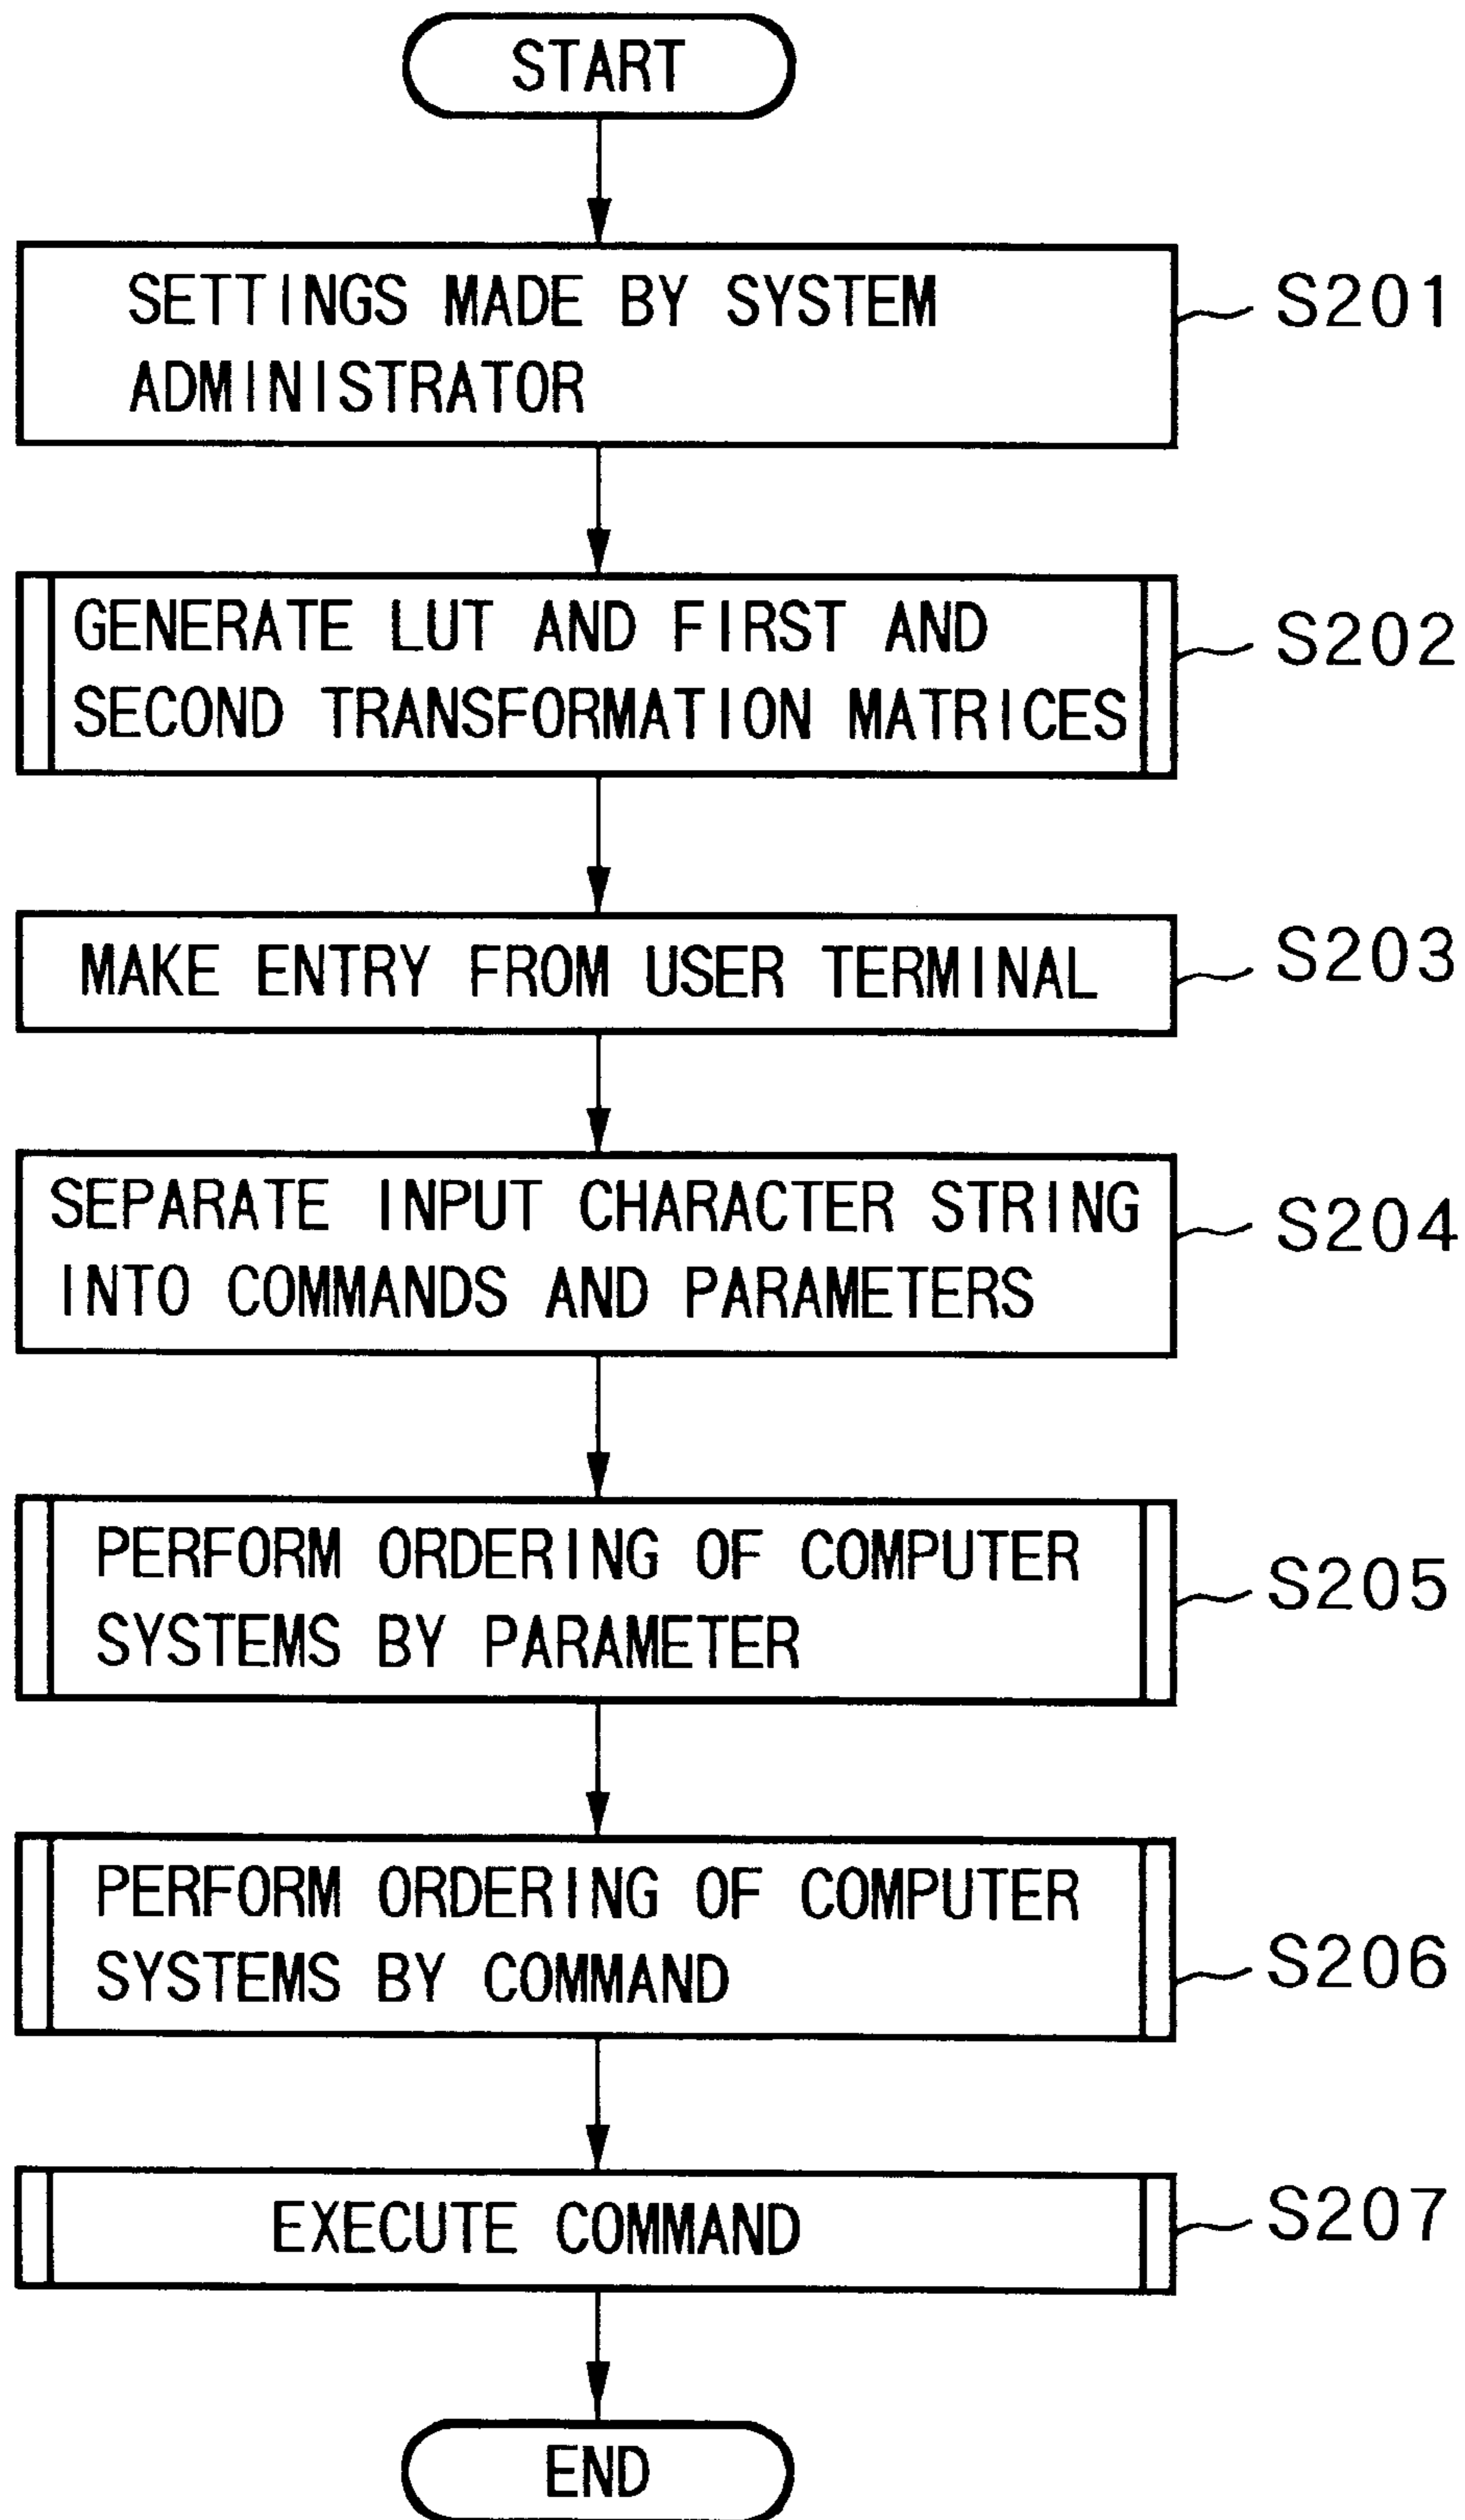 START
SETTINGS MADE BY SYSTEM
ADMINISTRATOR
S201
GENERATE LUT AND FIRST AND
SECOND TRANSFORMATION MATRICES
S202
MAKE ENTRY FROM USER TERMINAL
S203
SEPARATE INPUT CHARACTER STRING
INTO COMMANDS AND PARAMETERS
S204
PERFORM ORDERING OF COMPUTER
SYSTEMS BY PARAMETER
S205
PERFORM ORDERING OF COMPUTER
SYSTEMS BY COMMAND
S206
EXECUTE COMMAND
S207
END